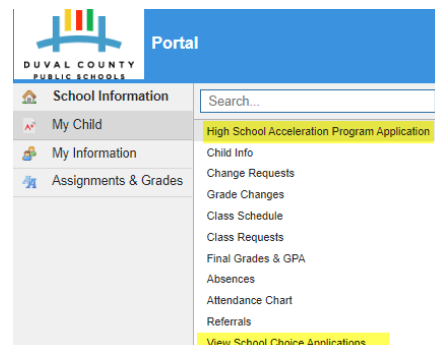 Portal
DUVAL COUNTY
PUBLIC SCHOOLS
School Information
My Child
My Information
Assignments & Grades
Search...
High School Acceleration Program Application
Child Info
Change Requests
Grade Changes
Class Schedule
Class Requests
Final Grades & GPA
Absences
Attendance Chart
Referrals
View School Choice Applications